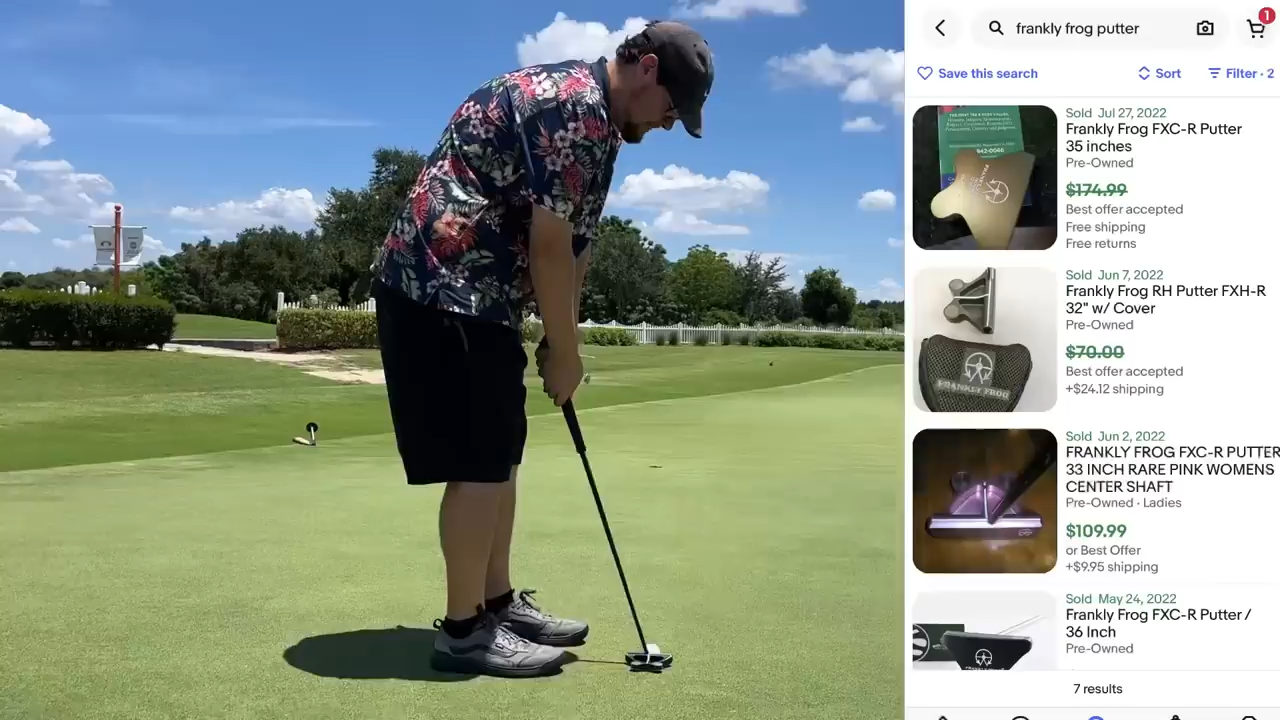 frankly frog putter
1
Save this search
Sort
Filter · 2
Sold Jul 27, 2022
Frankly Frog FXC-R Putter
35 inches
Pre-Owned
$174.99
Best offer accepted
Free shipping
Free returns
942-0066
Sold Jun 7, 2022
Frankly Frog RH Putter FXH-R
32" w/ Cover
Pre-Owned
$70.00
Best offer accepted
+$24.12 shipping
FRANKLY FROG
Sold Jun 2, 2022
FRANKLY FROG FXC-R PUTTER
33 INCH RARE PINK WOMENS
CENTER SHAFT
Pre-Owned · Ladies
$109.99
or Best Offer
+$9.95 shipping
Sold May 24, 2022
Frankly Frog FXC-R Putter /
36 Inch
Pre-Owned
7 results